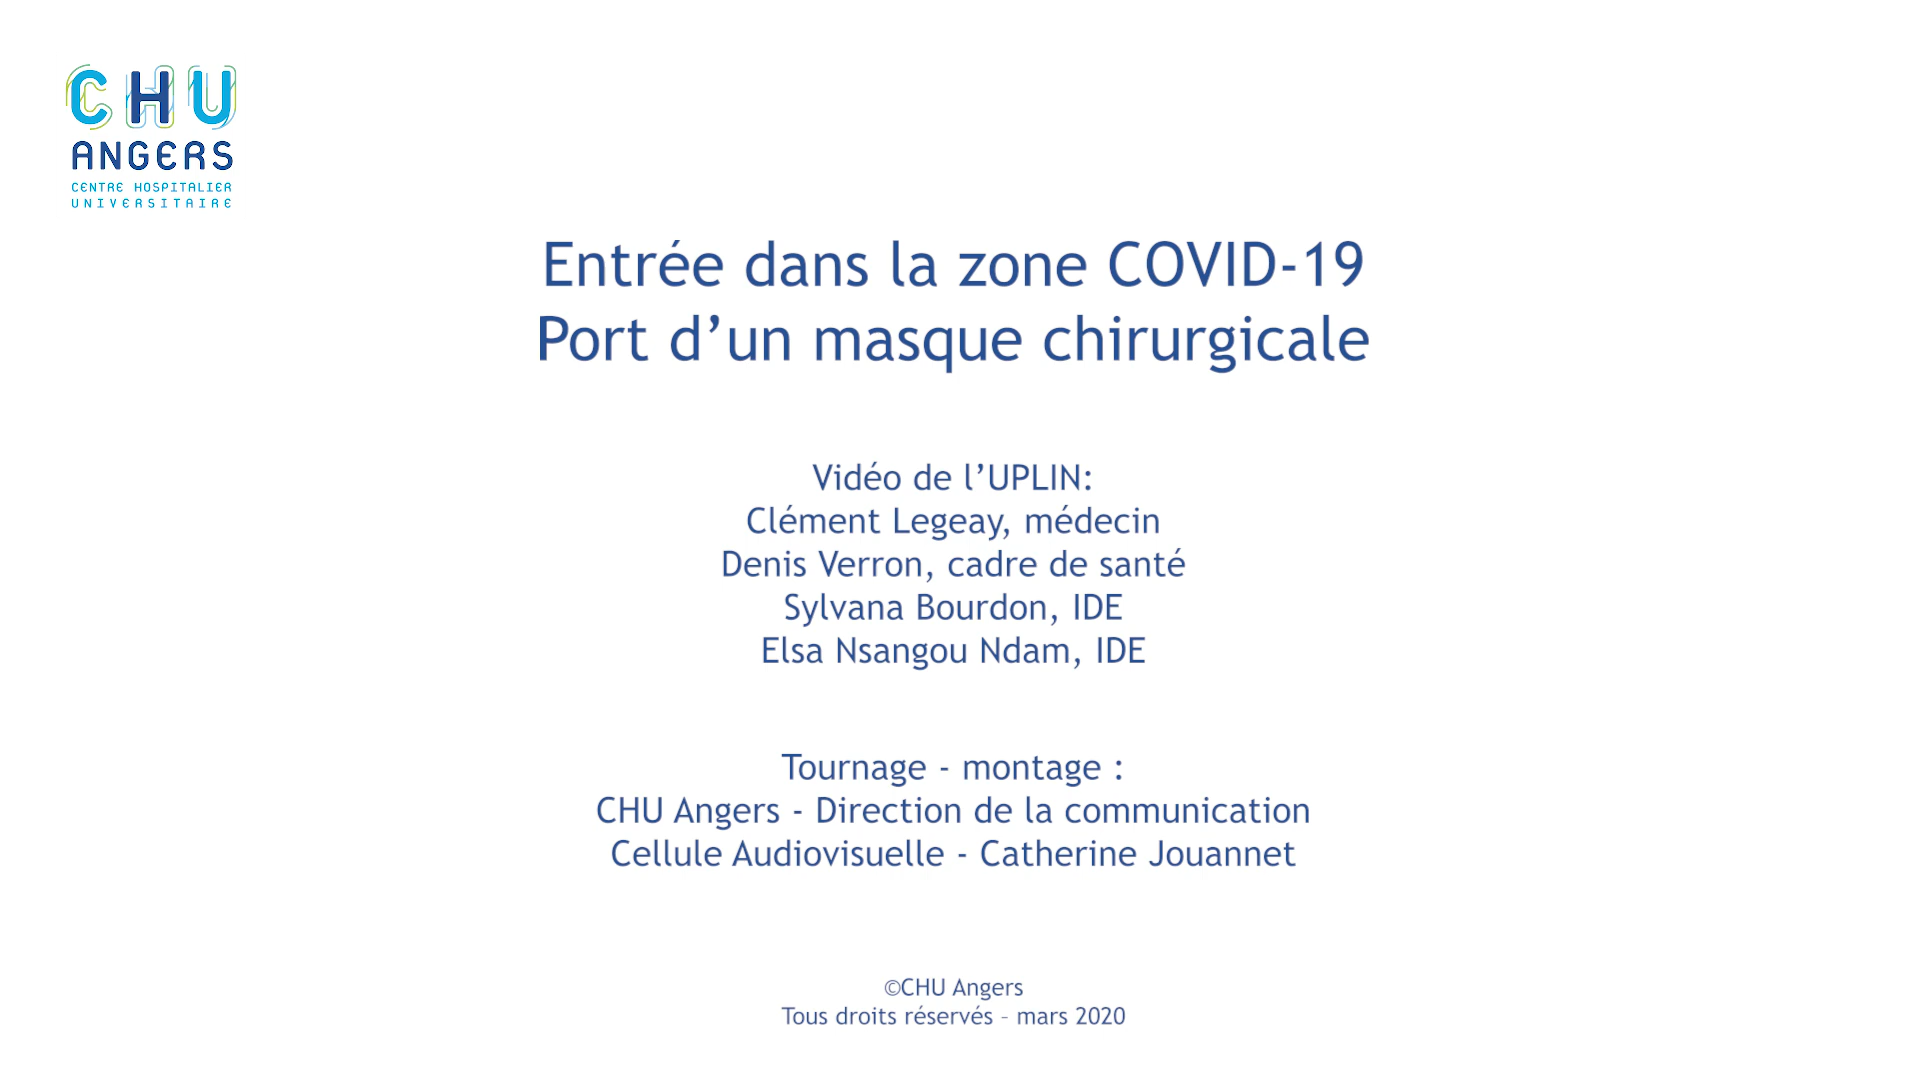 CHU
ANGERS
CENTRE HOSPITALIER
UNIVERSITAIRE
Entrée dans la zone COVID-19
Port d’un masque chirurgicale
Vidéo de l’UPLIN:
Clément Legeay, médecin
Denis Verron, cadre de santé
Sylvana Bourdon, IDE
Elsa Nsangou Ndam, IDE
Tournage - montage :
CHU Angers - Direction de la communication
Cellule Audiovisuelle - Catherine Jouannet
©CHU Angers
Tous droits réservés – mars 2020